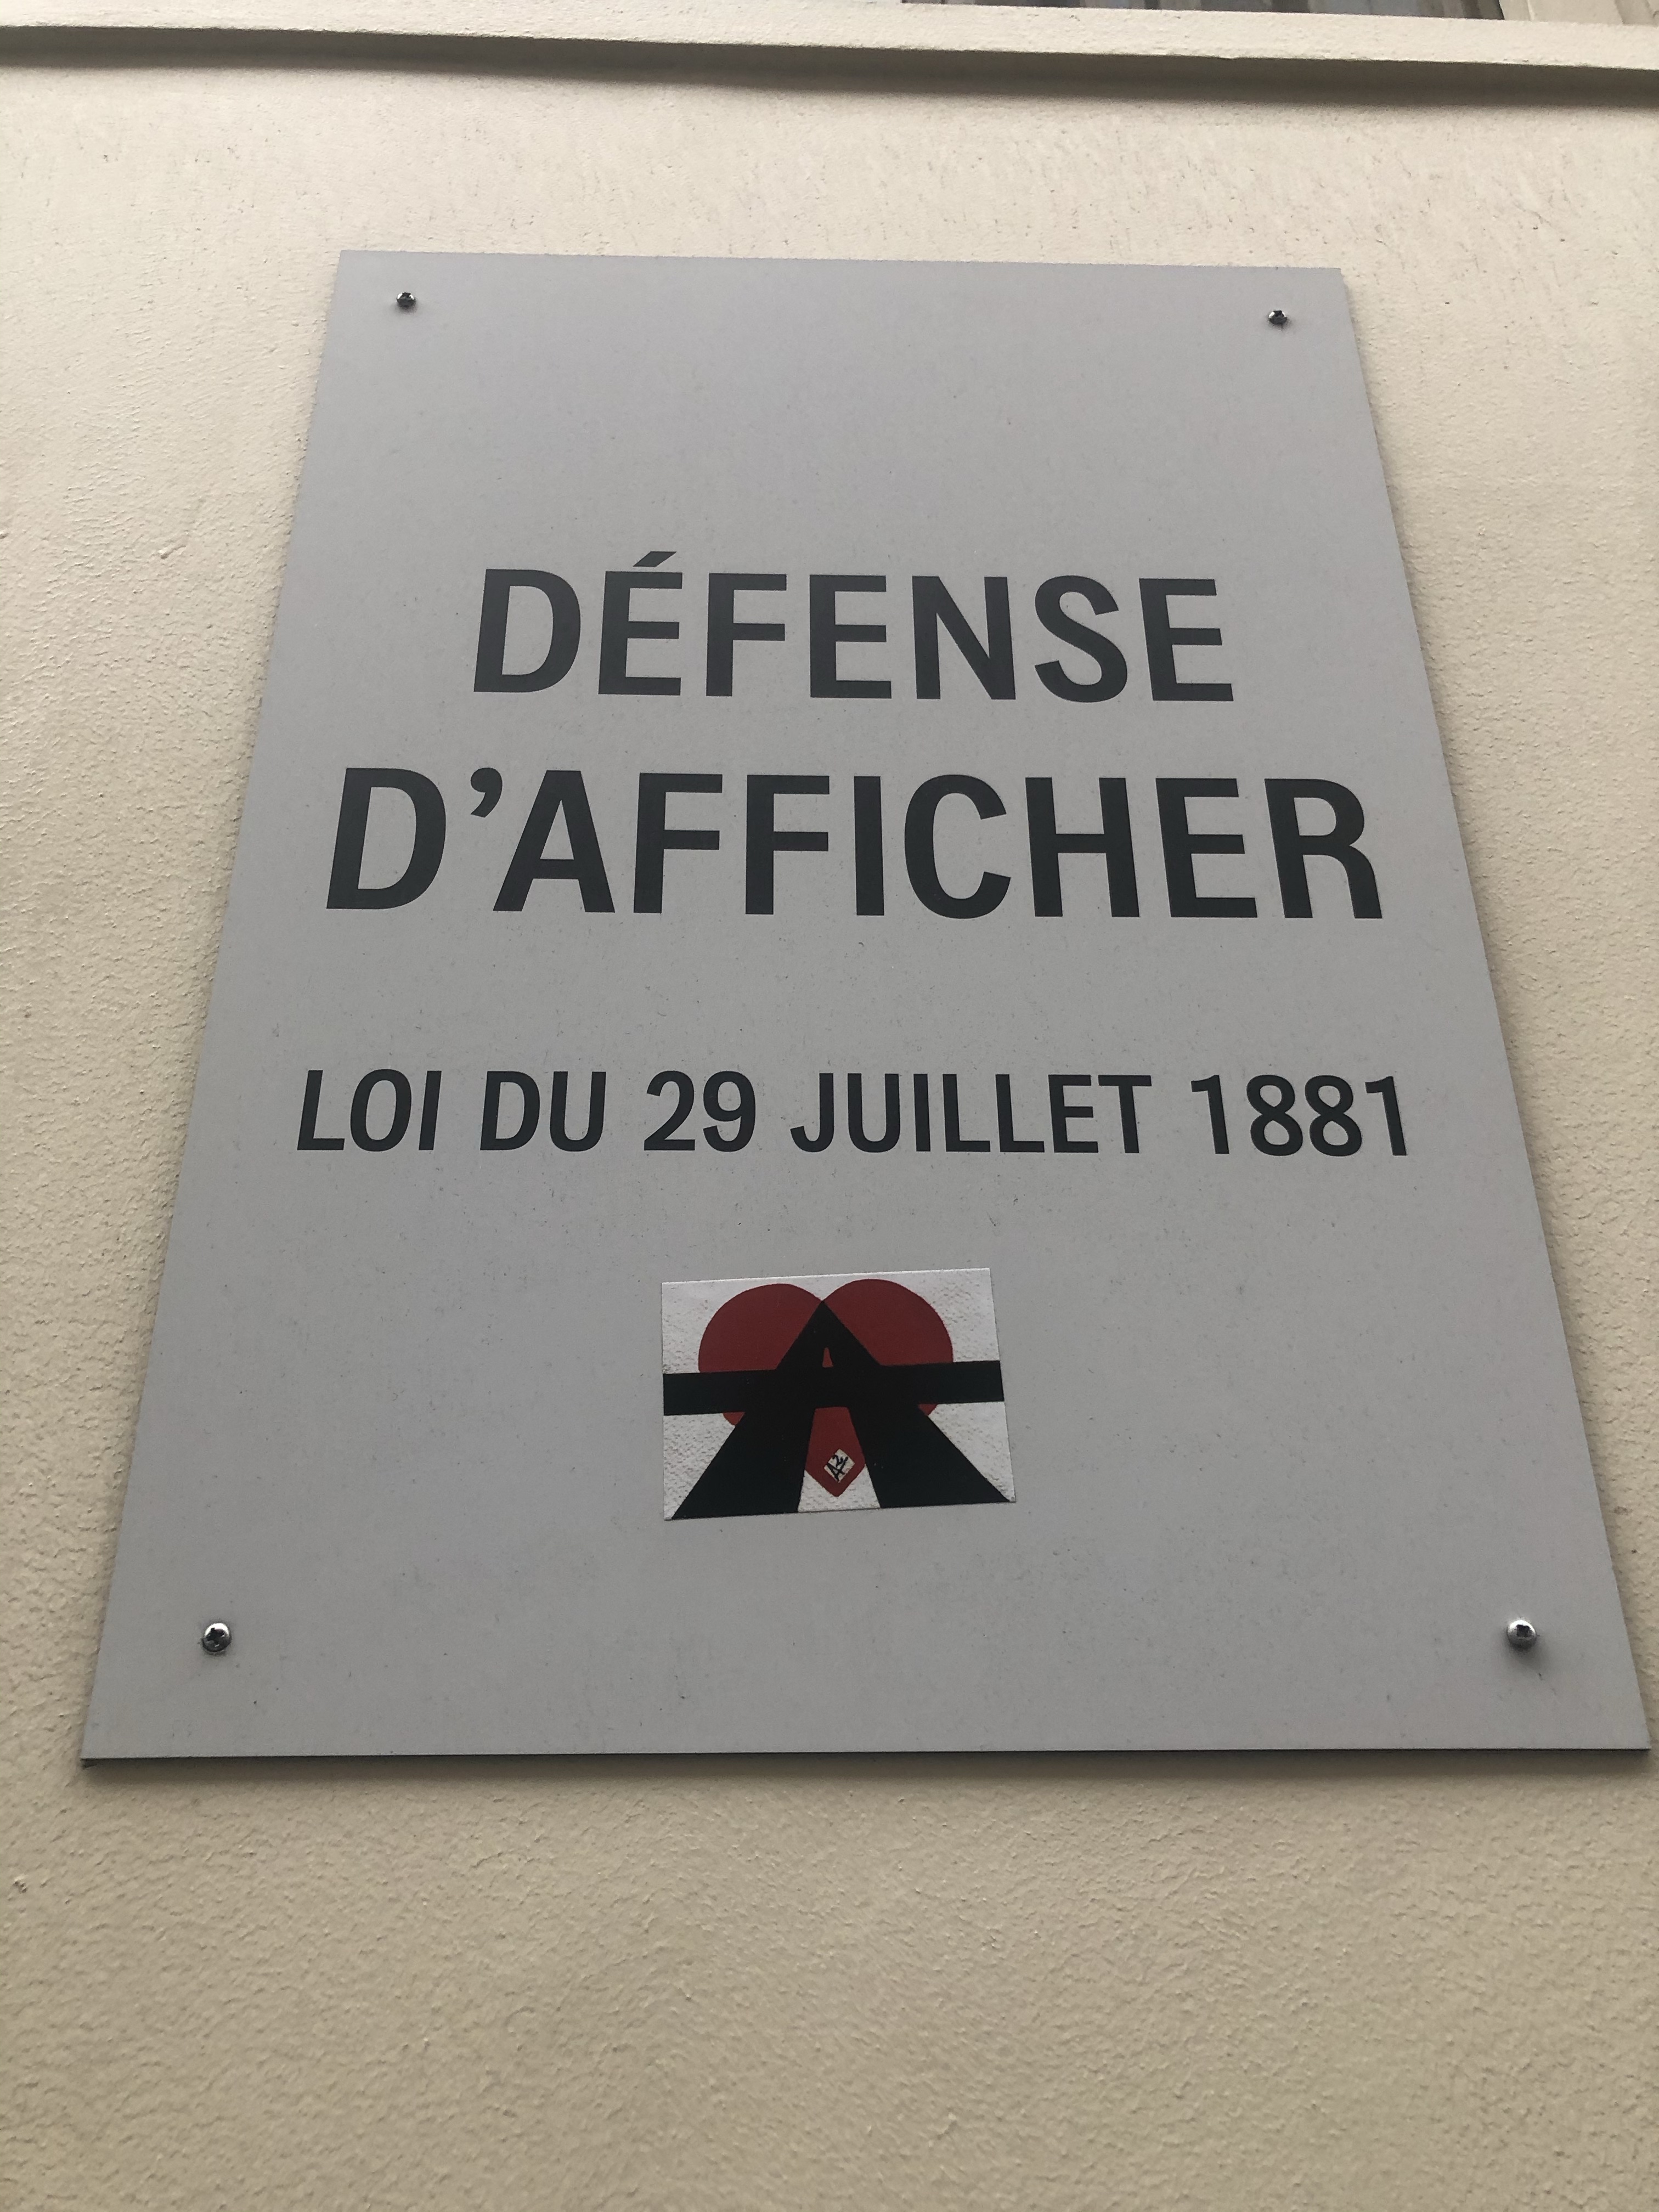 DÉFENSE
D’AFFICHER
LOI DU 29 JUILLET 1881
A